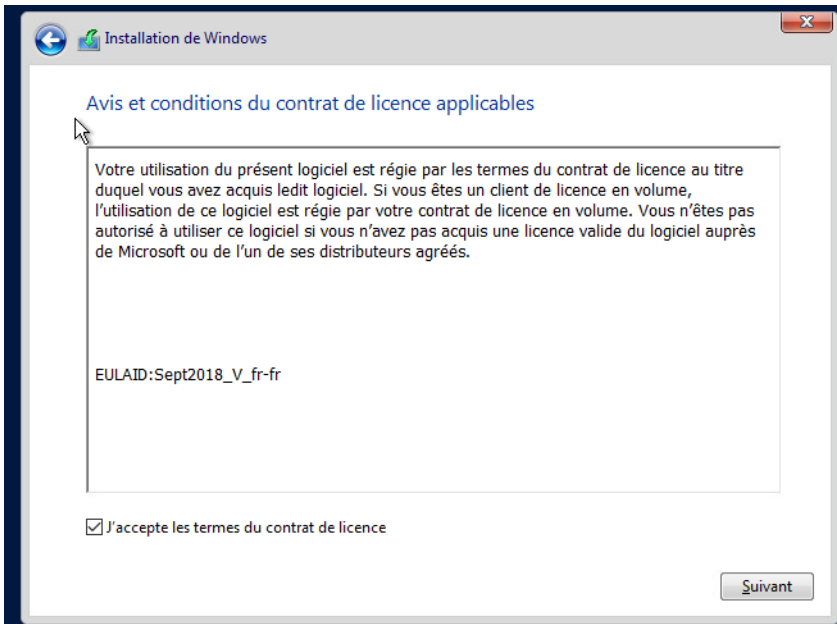 Installation de Windows
Avis et conditions du contrat de licence applicables
Votre utilisation du présent logiciel est régie par les termes du contrat de licence au titre
duquel vous avez acquis ledit logiciel. Si vous êtes un client de licence en volume,
l’utilisation de ce logiciel est régie par votre contrat de licence en volume. Vous n’êtes pas
autorisé à utiliser ce logiciel si vous n’avez pas acquis une licence valide du logiciel auprès
de Microsoft ou de l’un de ses distributeurs agréés.
EULAID:Sept2018_V_fr-fr
J'accepte les termes du contrat de licence
Suivant